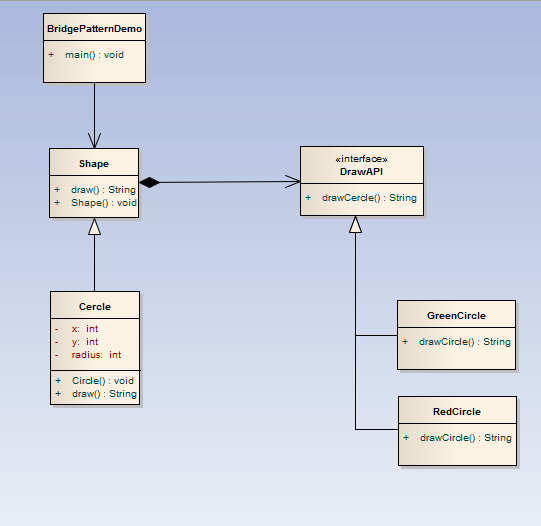 BridgePatternDemo
+ main() : void
Shape
+ draw() : String
+ Shape() : void
«interface»
DrawAPI
+ drawCercle() : String
Cercle
- x: int
- y: int
- radius: int
+ Circle() : void
+ draw() : String
GreenCircle
+ drawCircle() : String
RedCircle
+ drawCircle() : String